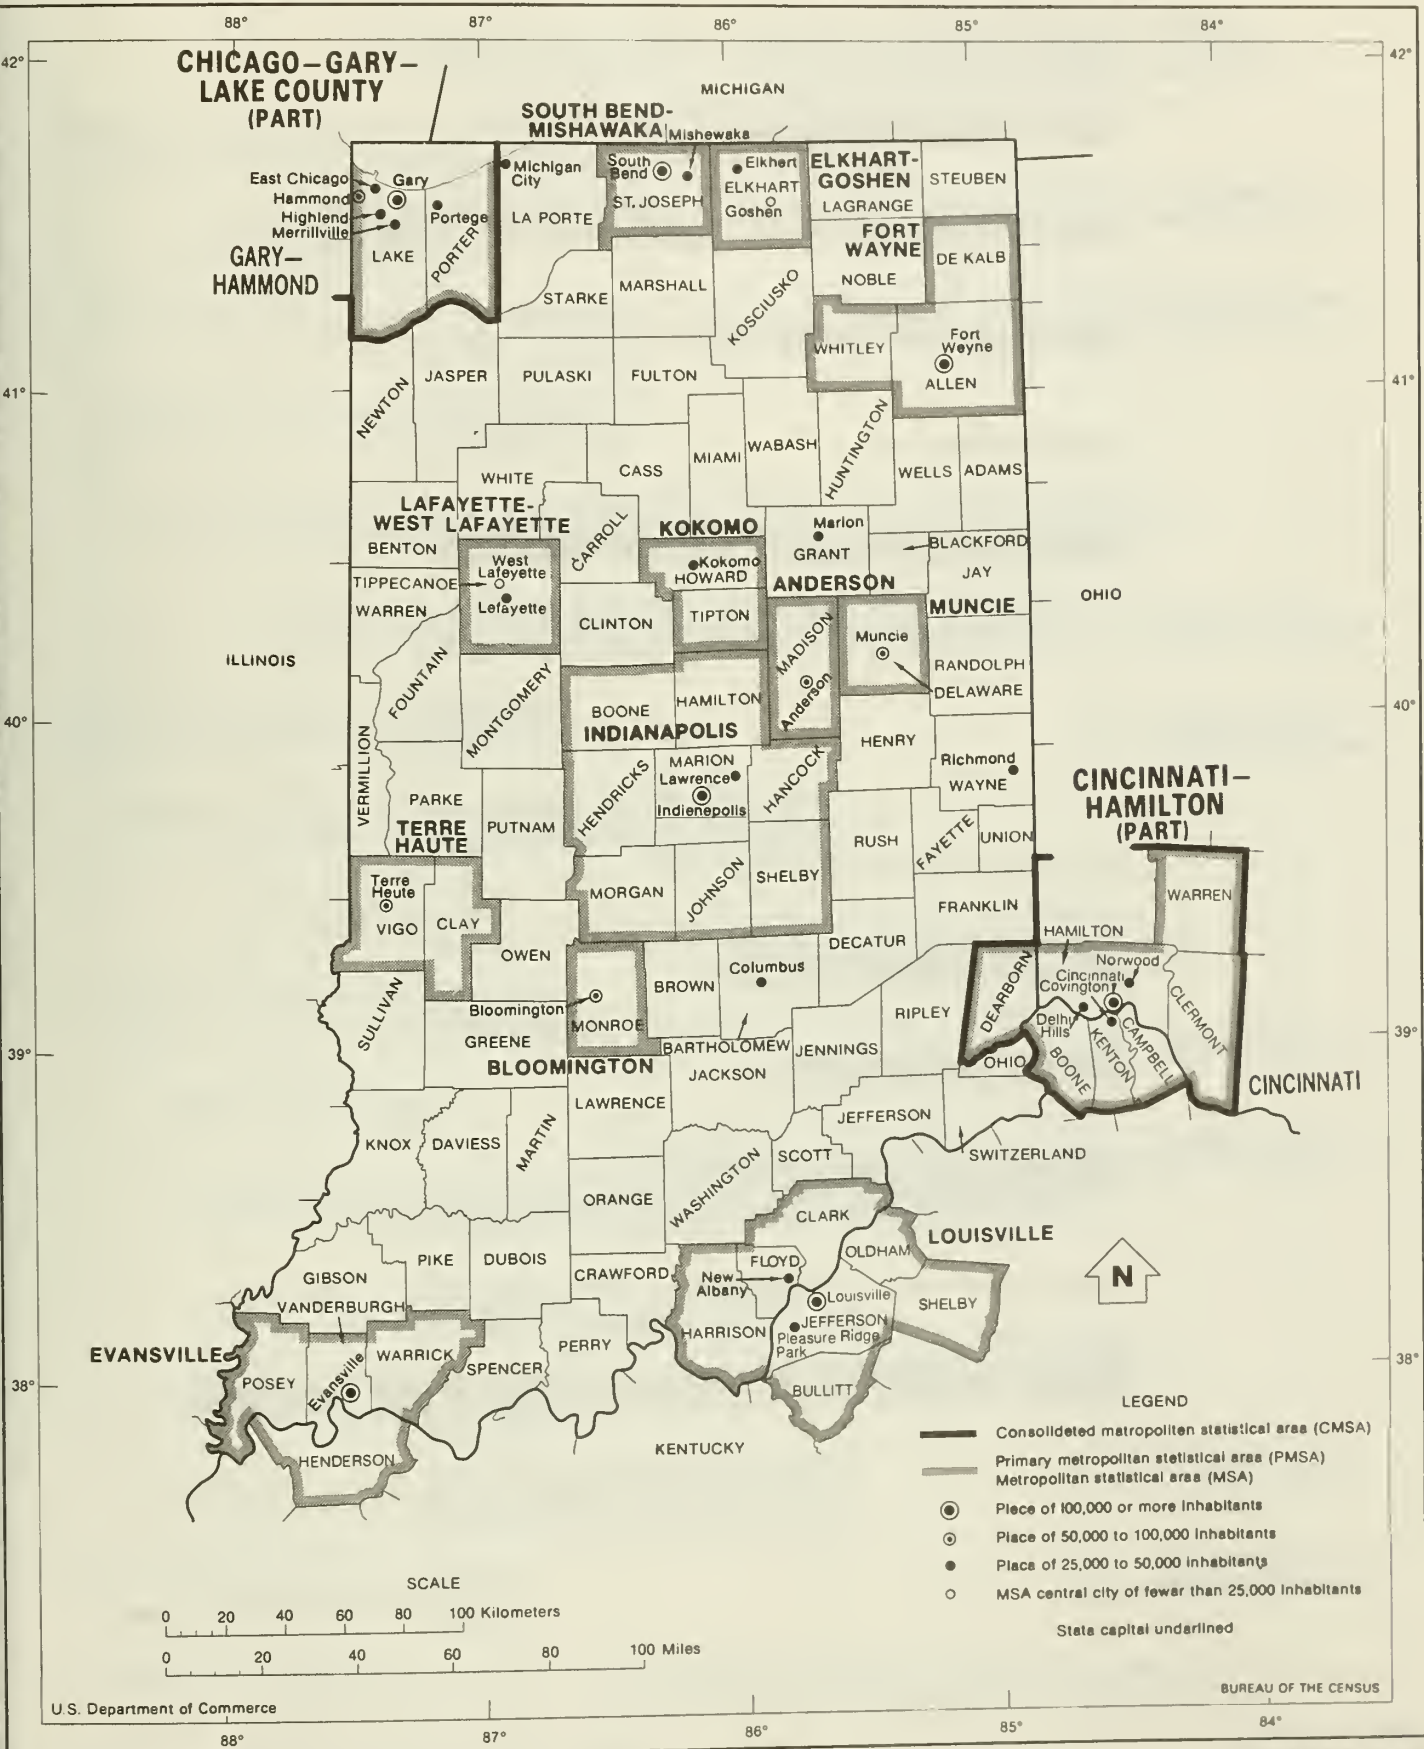 88°
87°
86°
85°
84°
42°
42°
CHICAGO–GARY–
LAKE COUNTY
(PART)
MICHIGAN
SOUTH BEND-
MISHAWAKA
Mishewaka
East Chicago
Gary
Hammond
Highlend
Merrillville
Portege
LAKE
PORTER
GARY–
HAMMOND
Michigan
City
LA PORTE
South
Bend
ST. JOSEPH
Elkhert
ELKHART
Goshen
ELKHART-
GOSHEN
LAGRANGE
STEUBEN
FORT
WAYNE
NOBLE
DE KALB
STARKE
MARSHALL
KOSCIUSKO
WHITLEY
Fort
Weyne
ALLEN
41°
41°
NEWTON
JASPER
PULASKI
FULTON
MIAMI
WABASH
HUNTINGTON
WELLS
ADAMS
WHITE
CASS
LAFAYETTE-
WEST LAFAYETTE
CARROLL
KOKOMO
Marlon
GRANT
BLACKFORD
JAY
BENTON
West
Lafeyette
Lefayette
TIPPECANOE
WARREN
Kokomo
HOWARD
ANDERSON
MUNCIE
OHIO
CLINTON
TIPTON
MADISON
Anderson
Muncie
RANDOLPH
DELAWARE
ILLINOIS
FOUNTAIN
MONTGOMERY
BOONE
HAMILTON
INDIANAPOLIS
40°
40°
VERMILLION
HENDRICKS
MARION
Lawrence
Indienepolis
HANCOCK
HENRY
Richmond
WAYNE
CINCINNATI–
HAMILTON
(PART)
PARKE
TERRE
HAUTE
PUTNAM
RUSH
FAYETTE
UNION
Terre
Heute
VIGO
CLAY
MORGAN
JOHNSON
SHELBY
FRANKLIN
WARREN
OWEN
DECATUR
HAMILTON
Norwood
Cincinnati
Covington
Delhi
Hills
DEARBORN
CLERMONT
Bloomington
MONROE
BROWN
Columbus
RIPLEY
SULLIVAN
GREENE
BLOOMINGTON
BARTHOLOMEW
JACKSON
JENNINGS
39°
39°
OHIO
BOONE
KENTON
CAMPBELL
CINCINNATI
LAWRENCE
JEFFERSON
SWITZERLAND
KNOX
DAVIESS
MARTIN
ORANGE
WASHINGTON
SCOTT
CLARK
PIKE
DUBOIS
CRAWFORD
FLOYD
New
Albany
OLDHAM
LOUISVILLE
GIBSON
VANDERBURGH
Louisville
JEFFERSON
Pleasure Ridge
Park
SHELBY
N
EVANSVILLE
POSEY
Evansville
WARRICK
SPENCER
PERRY
HARRISON
BULLITT
38°
38°
HENDERSON
KENTUCKY
LEGEND
Consolideted matropoliten statistical araa (CMSA)
Primary metropolitan stetistical area (PMSA)
Matropolitan statistical area (MSA)
Plece of 100,000 or more inhabitants
Place of 50,000 to 100,000 inhabitants
Placa of 25,000 to 50,000 inhabitants
MSA central city of fewar than 25,000 inhabitants
Stata capital undarlined
SCALE
0 20 40 60 80 100 Kilometers
0 20 40 60 80 100 Miles
U.S. Department of Commerce
BUREAU OF THE CENSUS
88°
87°
86°
85°
84°